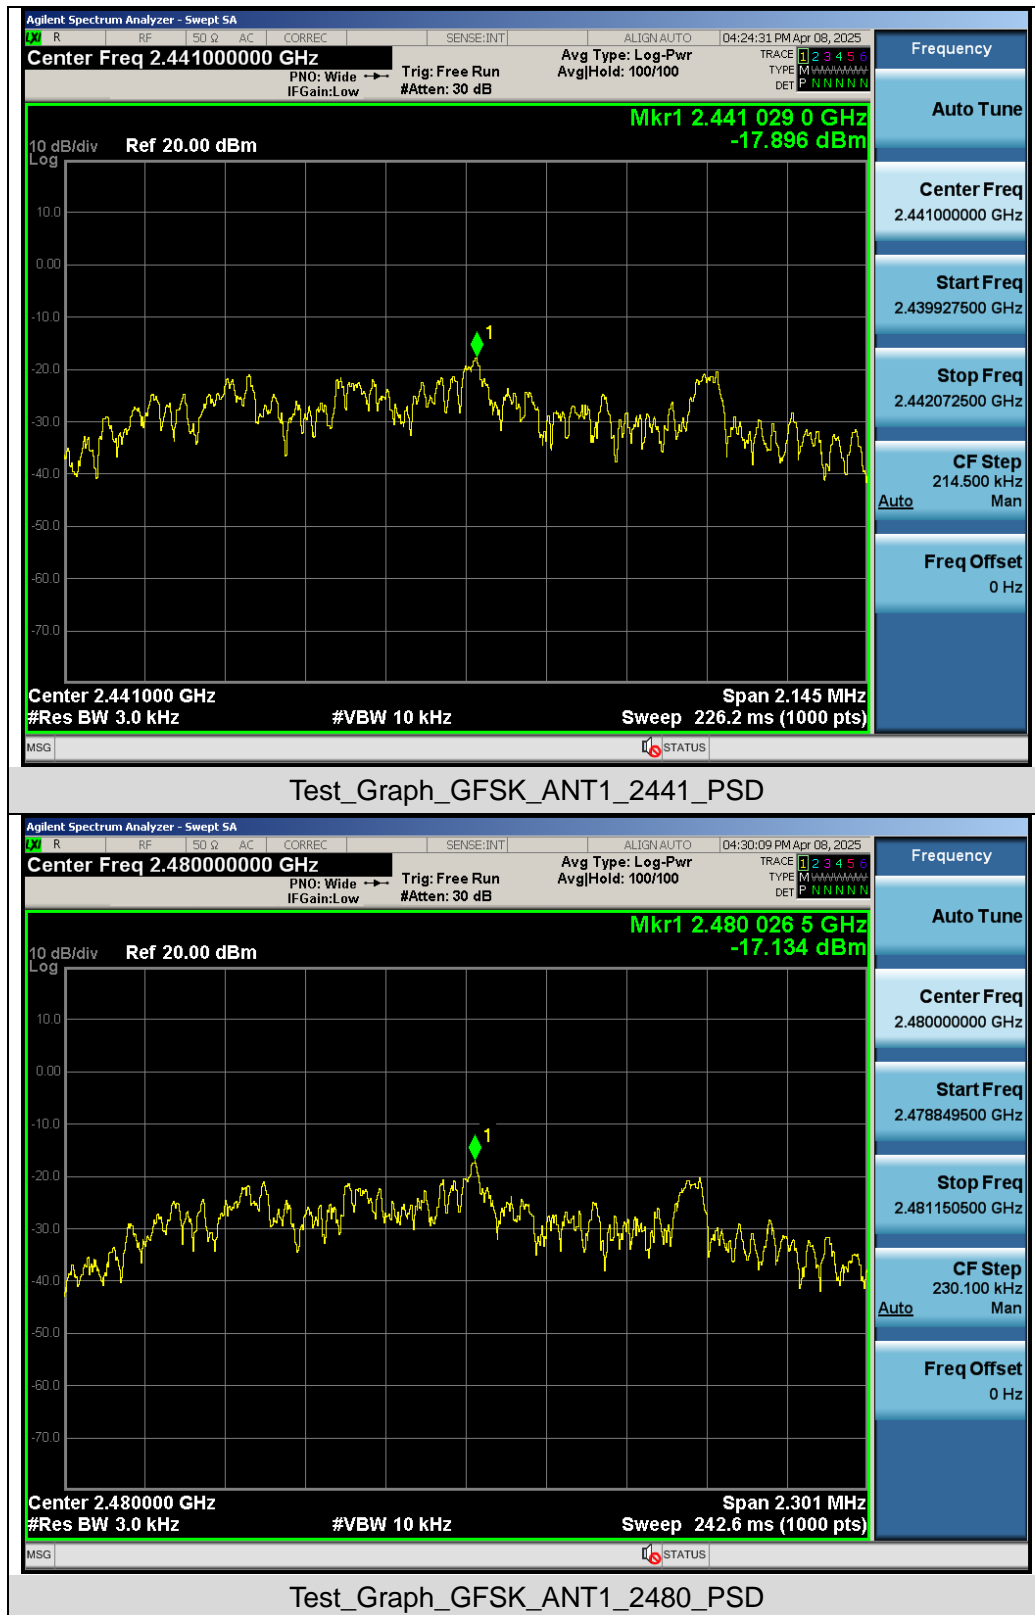 Agilent Spectrum Analyzer - Swept SA
LXI R RF 50 Ω AC CORREC SENSE:INT ALIGN AUTO 04:24:31 PM Apr 08, 2025
Center Freq 2.441000000 GHz
PNO: Wide
IFGain:Low
Trig: Free Run
#Atten: 30 dB
Avg Type: Log-Pwr
Avg|Hold: 100/100
TRACE 1 2 3 4 5 6
TYPE M
DET P N N N N N
Mkr1 2.441 029 0 GHz
-17.896 dBm
10 dB/div Ref 20.00 dBm
Log
10.0
0.00
-10.0
-20.0
-30.0
-40.0
-50.0
-60.0
-70.0
1
Center 2.441000 GHz Span 2.145 MHz
#Res BW 3.0 kHz #VBW 10 kHz Sweep 226.2 ms (1000 pts)
MSG STATUS
Frequency
Auto Tune
Center Freq
2.441000000 GHz
Start Freq
2.439927500 GHz
Stop Freq
2.442072500 GHz
CF Step
214.500 kHz
Auto Man
Freq Offset
0 Hz
Test_Graph_GFSK_ANT1_2441_PSD
Agilent Spectrum Analyzer - Swept SA
LXI R RF 50 Ω AC CORREC SENSE:INT ALIGN AUTO 04:30:09 PM Apr 08, 2025
Center Freq 2.480000000 GHz
PNO: Wide
IFGain:Low
Trig: Free Run
#Atten: 30 dB
Avg Type: Log-Pwr
Avg|Hold: 100/100
TRACE 1 2 3 4 5 6
TYPE M
DET P N N N N N
Mkr1 2.480 026 5 GHz
-17.134 dBm
10 dB/div Ref 20.00 dBm
Log
10.0
0.00
-10.0
-20.0
-30.0
-40.0
-50.0
-60.0
-70.0
1
Center 2.480000 GHz Span 2.301 MHz
#Res BW 3.0 kHz #VBW 10 kHz Sweep 242.6 ms (1000 pts)
MSG STATUS
Frequency
Auto Tune
Center Freq
2.480000000 GHz
Start Freq
2.478849500 GHz
Stop Freq
2.481150500 GHz
CF Step
230.100 kHz
Auto Man
Freq Offset
0 Hz
Test_Graph_GFSK_ANT1_2480_PSD